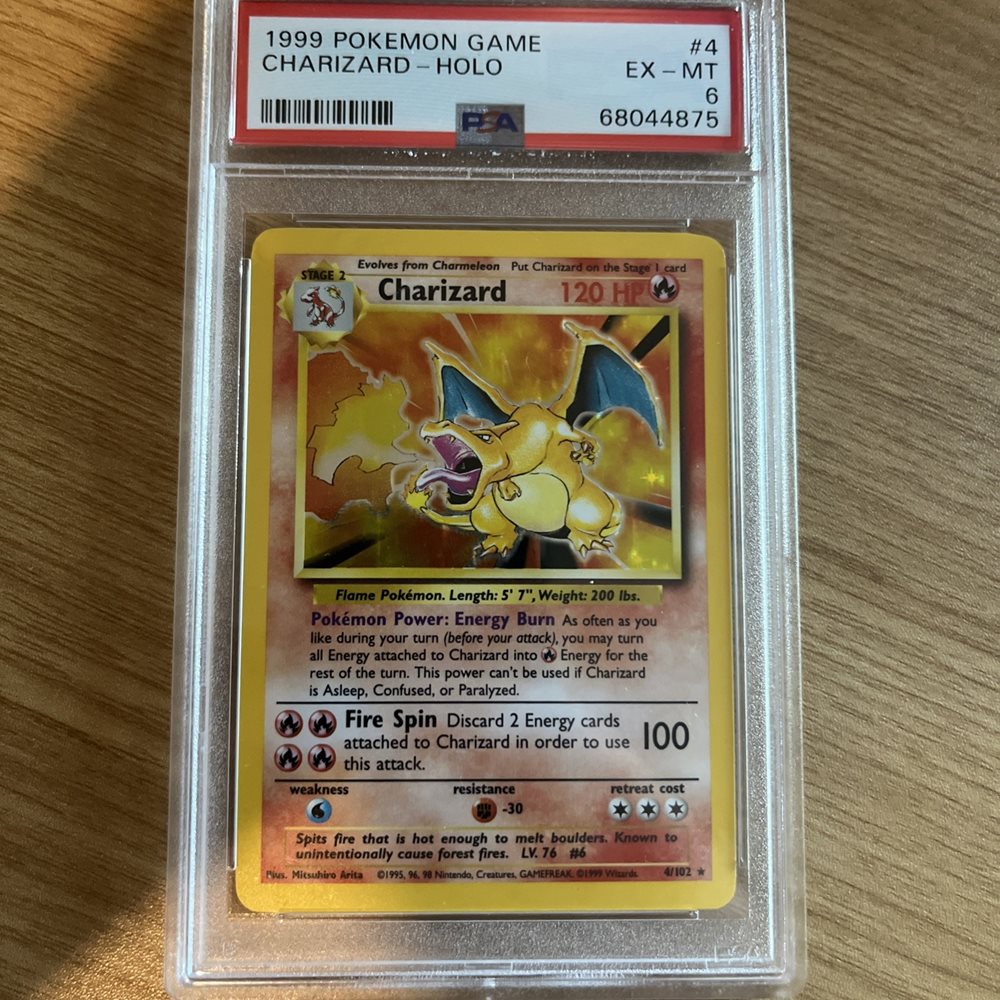 1999 POKEMON GAME #4
CHARIZARD – HOLO EX – MT
6
PSA 68044875
Evolves from Charmeleon Put Charizard on the Stage 1 card
STAGE 2
Charizard 120 HP
Flame Pokémon. Length: 5' 7", Weight: 200 lbs.
Pokémon Power: Energy Burn As often as you
like during your turn (before your attack), you may turn
all Energy attached to Charizard into Energy for the
rest of the turn. This power can't be used if Charizard
is Asleep, Confused, or Paralyzed.
Fire Spin Discard 2 Energy cards
attached to Charizard in order to use 100
this attack.
weakness resistance retreat cost
-30
Spits fire that is hot enough to melt boulders. Known to
unintentionally cause forest fires. LV. 76 #6
Illus. Mitsuhiro Arita ©1995, 96, 98 Nintendo, Creatures, GAMEFREAK. ©1999 Wizards. 4/102 ★